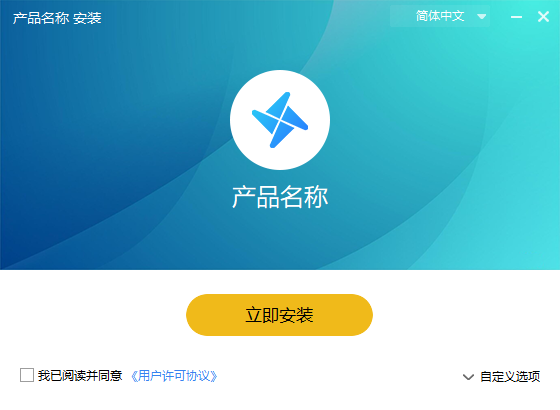 产品名称 安装
简体中文
产品名称
立即安装
我已阅读并同意 《用户许可协议》
自定义选项